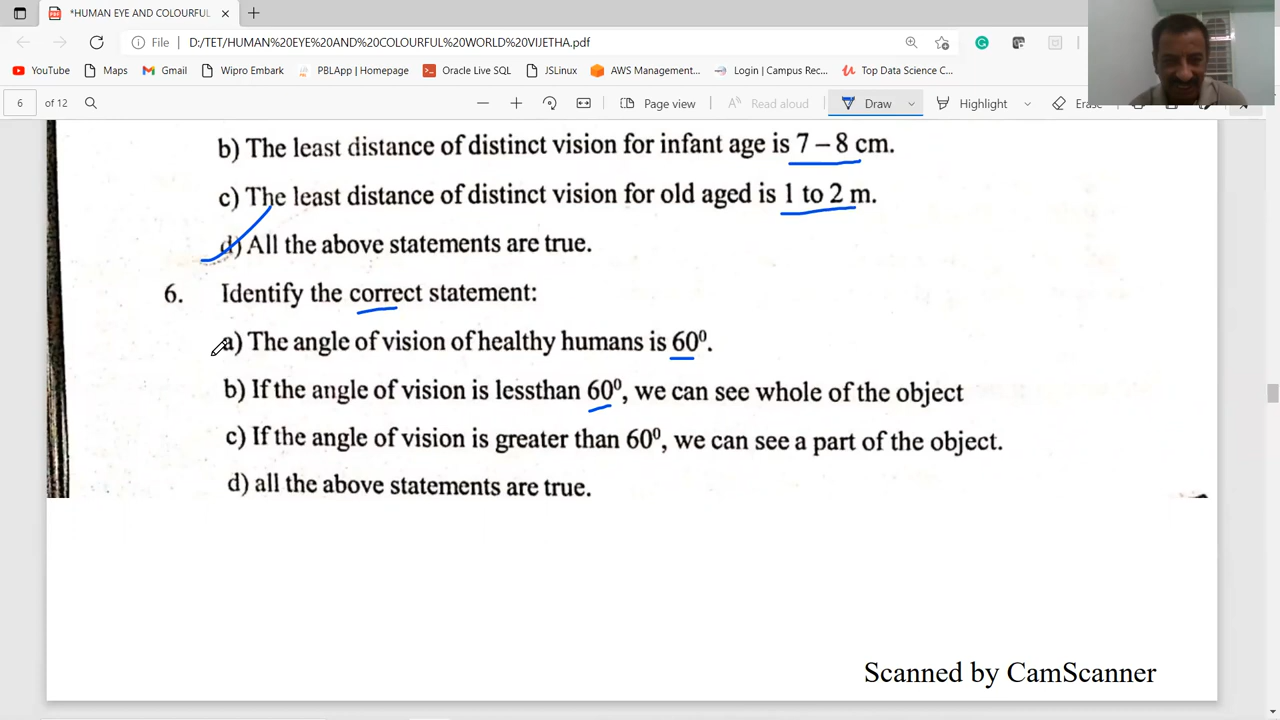 *HUMAN EYE AND COLOURFUL
File D:/TET/HUMAN%20EYE%20AND%20COLOURFUL%20WORLD%20VIJETHA.pdf
YouTube Maps Gmail Wipro Embark PBLApp | Homepage Oracle Live SQL JSLinux AWS Management... Login | Campus Rec... Top Data Science C...
6 of 12 Page view Read aloud Draw Highlight Erase
b) The least distance of distinct vision for infant age is 7 – 8 cm.
c) The least distance of distinct vision for old aged is 1 to 2 m.
d) All the above statements are true.
6. Identify the correct statement:
a) The angle of vision of healthy humans is 60⁰.
b) If the angle of vision is lessthan 60⁰, we can see whole of the object
c) If the angle of vision is greater than 60⁰, we can see a part of the object.
d) all the above statements are true.
Scanned by CamScanner